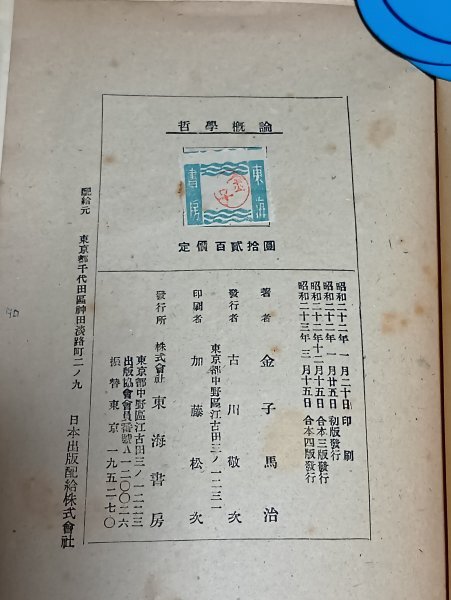 哲學概論
東海
書房
金子
定價百貳拾圓
昭和二十二年一月二十日印刷
昭和二十二年一月廿五日初版發行
昭和二十二年十二月十五日合本三版發行
昭和二十三年三月十五日合本四版發行
著者 金子馬治
東京都中野區江古田三ノ一二三一
發行者 古川敬次
印刷者 加藤松次
發行所 株式會社 東海書房
東京都中野區江古田三ノ一二二三
出版協會會員番號A一二〇〇二六
振替東京一九五二七〇
配給元 東京都千代田區神田淡路町二ノ九 日本出版配給株式會社